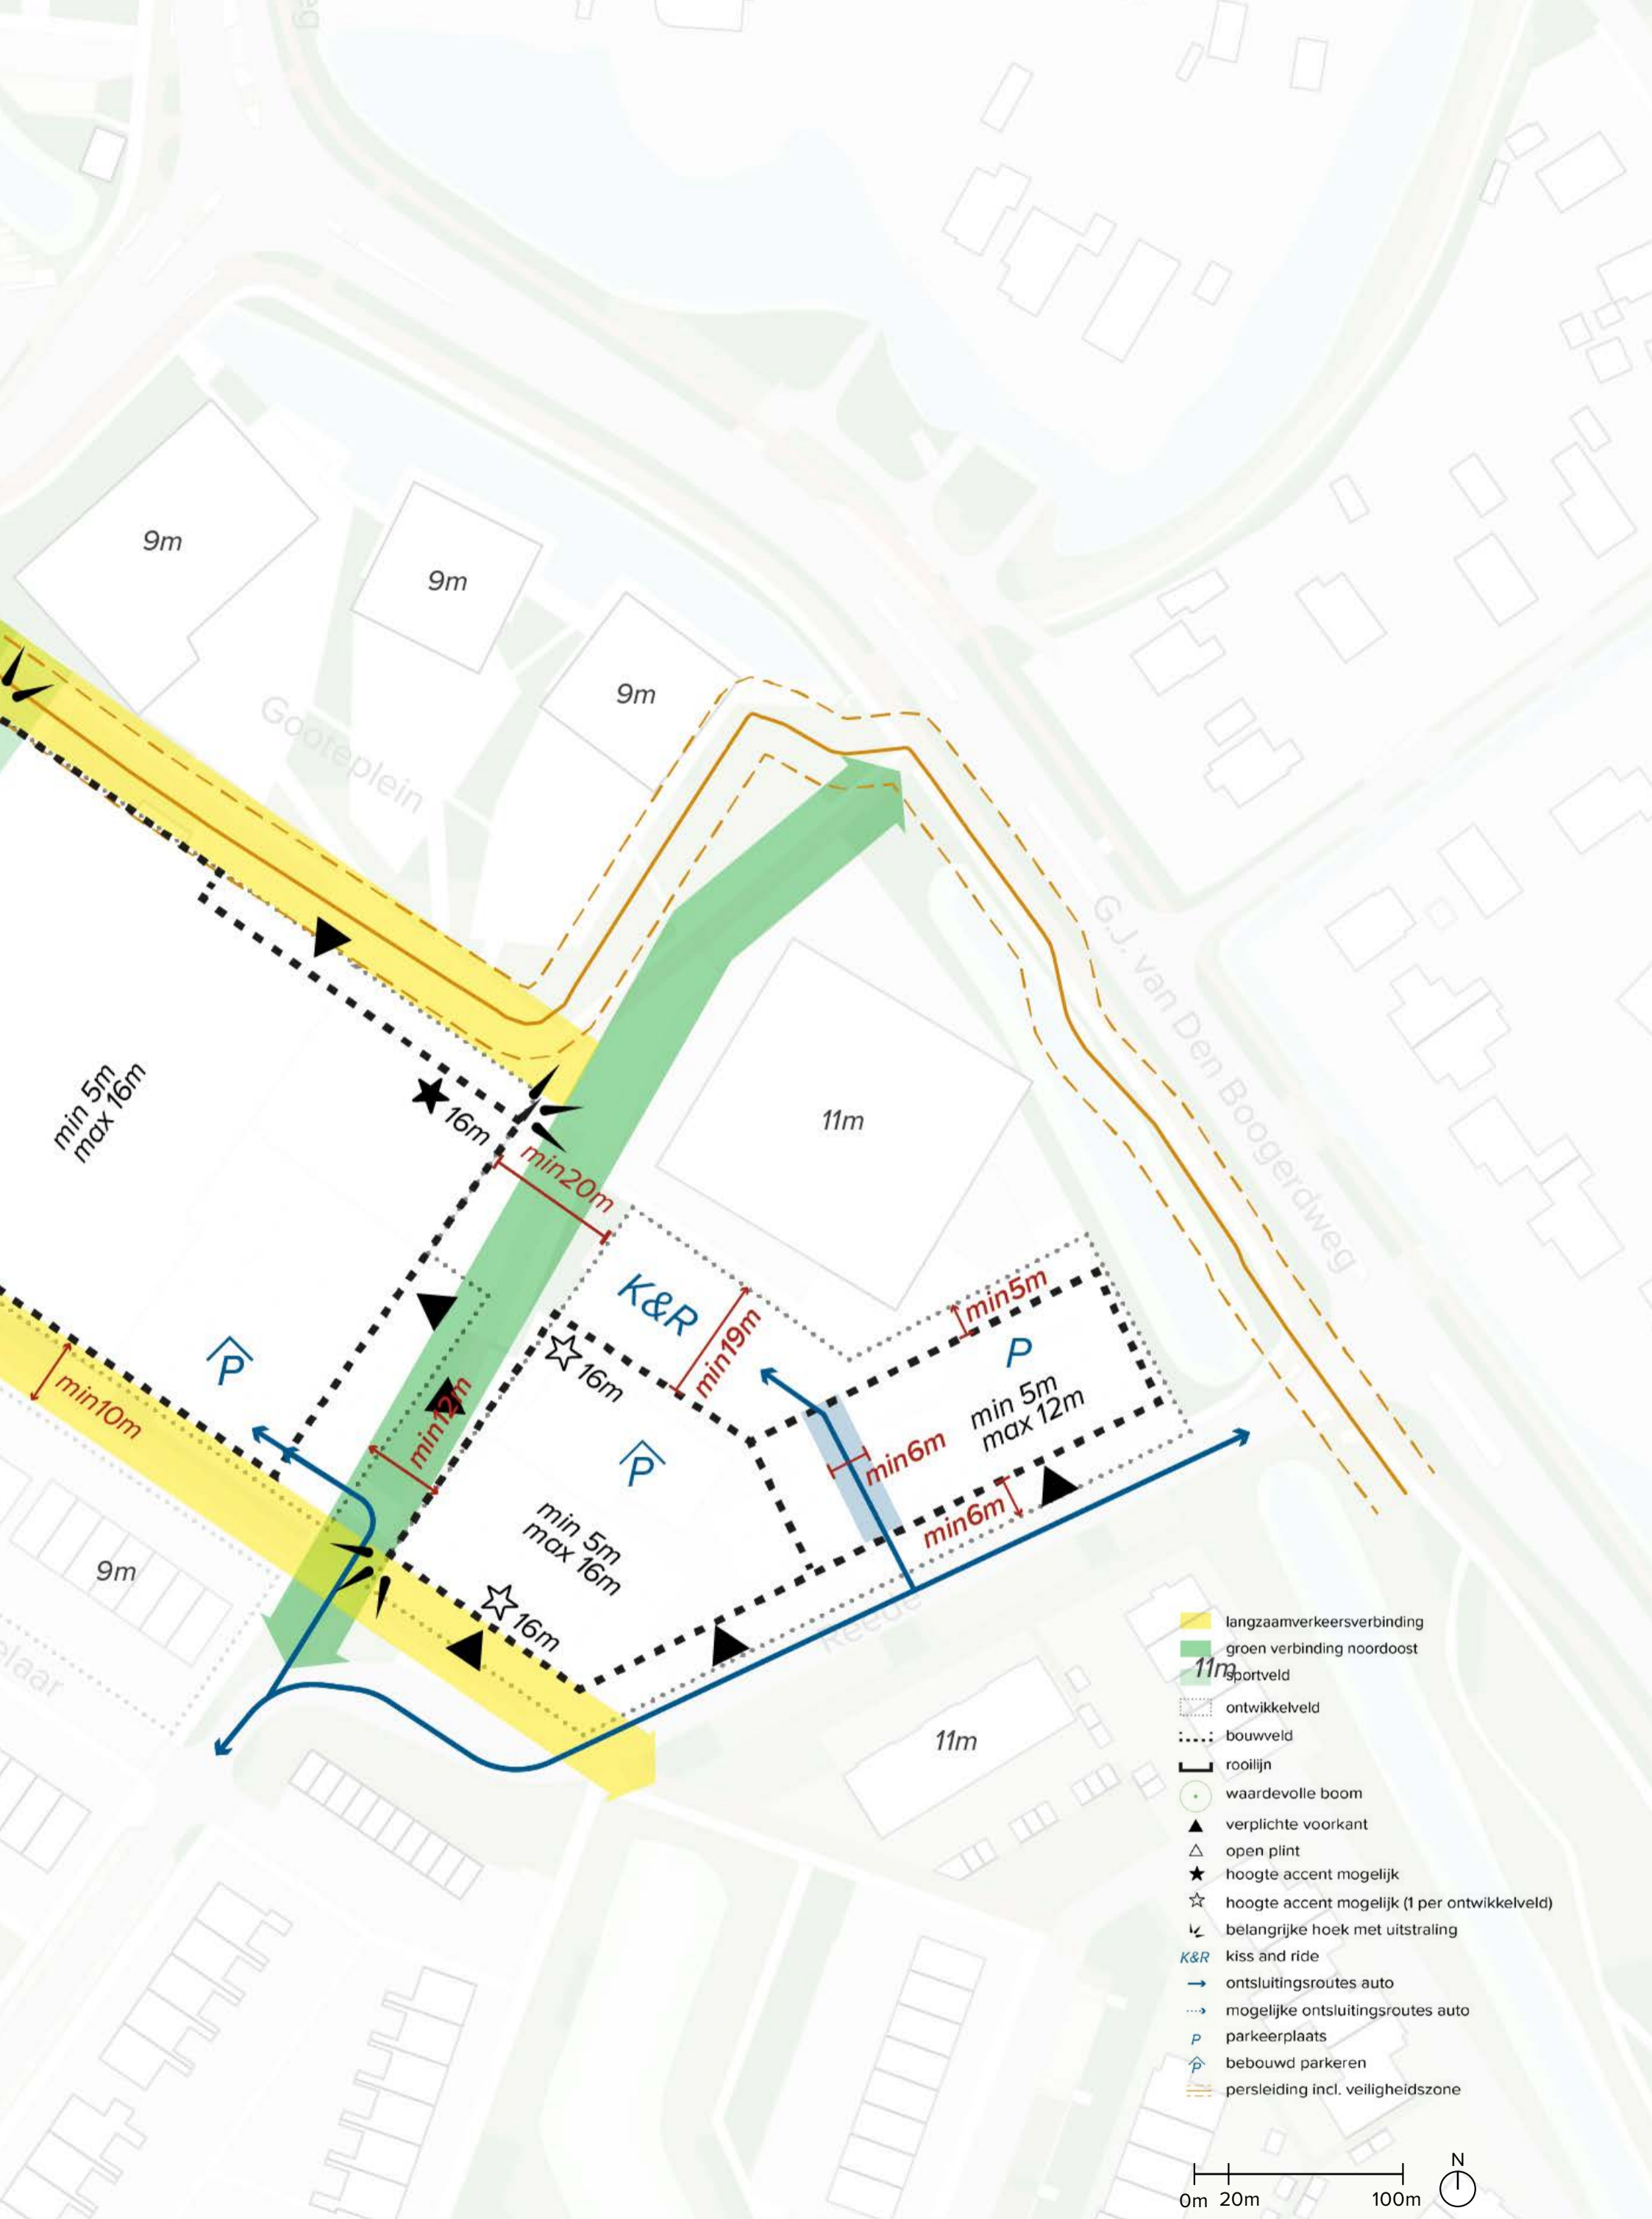 9m
9m
9m
Gooteplein
G.J. van Den Boogerdweg
11m
min 5m
max 16m
16m
min20m
K&R
min19m
min5m
P
min 5m
max 12m
16m
P
min10m
min12m
P
min6m
min6m
min 5m
max 16m
16m
9m
Reede
elaar
11m
11m
langzaamverkeersverbinding
groen verbinding noordoost
sportveld
ontwikkelveld
bouwveld
rooilijn
waardevolle boom
verplichte voorkant
open plint
hoogte accent mogelijk
hoogte accent mogelijk (1 per ontwikkelveld)
belangrijke hoek met uitstraling
K&R kiss and ride
ontsluitingsroutes auto
mogelijke ontsluitingsroutes auto
P parkeerplaats
P bebouwd parkeren
persleiding incl. veiligheidszone
N
0m 20m 100m